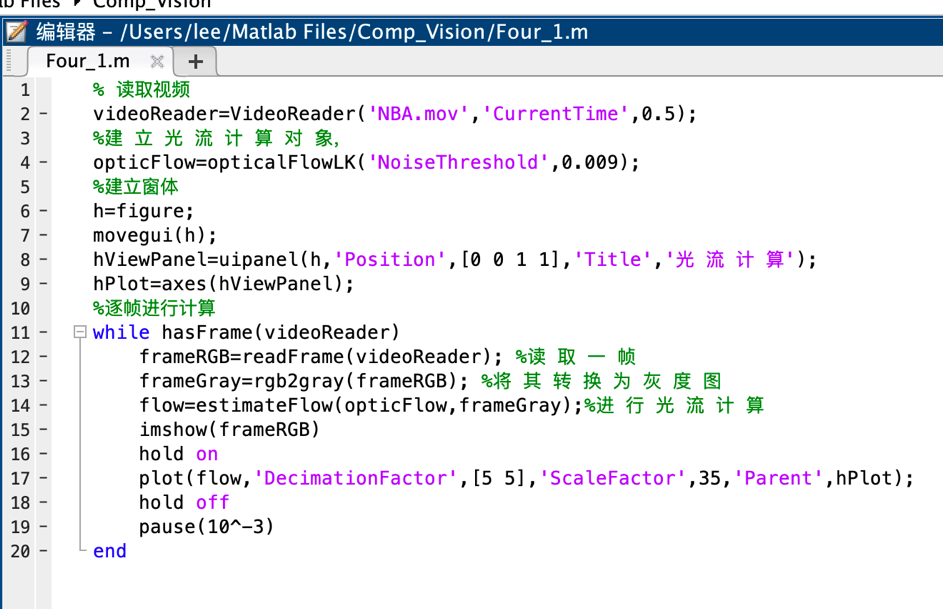 Comp_Vision
编辑器 – /Users/lee/Matlab Files/Comp_Vision/Four_1.m
Four_1.m × +
1 % 读取视频
2 – videoReader=VideoReader('NBA.mov','CurrentTime',0.5);
3 %建 立 光 流 计 算 对 象,
4 – opticFlow=opticalFlowLK('NoiseThreshold',0.009);
5 %建立窗体
6 – h=figure;
7 – movegui(h);
8 – hViewPanel=uipanel(h,'Position',[0 0 1 1],'Title','光 流 计 算');
9 – hPlot=axes(hViewPanel);
10 %逐帧进行计算
11 – while hasFrame(videoReader)
12 – frameRGB=readFrame(videoReader); %读 取 一 帧
13 – frameGray=rgb2gray(frameRGB); %将 其 转 换 为 灰 度 图
14 – flow=estimateFlow(opticFlow,frameGray);%进 行 光 流 计 算
15 – imshow(frameRGB)
16 – hold on
17 – plot(flow,'DecimationFactor',[5 5],'ScaleFactor',35,'Parent',hPlot);
18 – hold off
19 – pause(10^-3)
20 – end